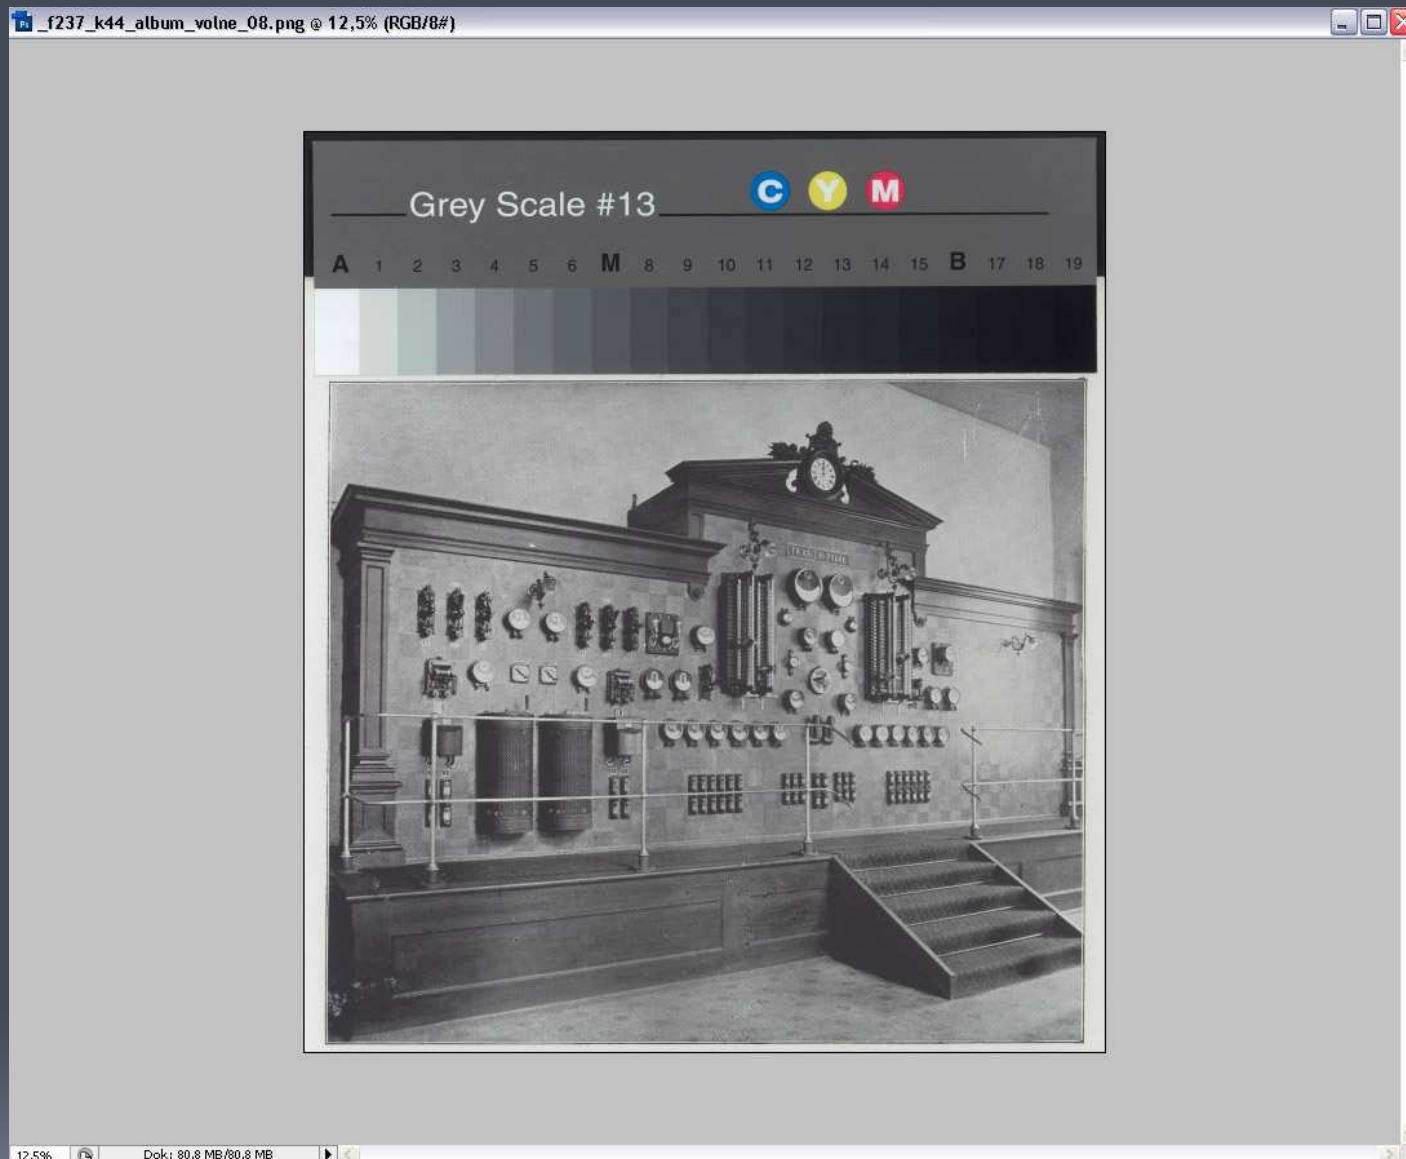 Ps _f237_k44_album_volne_08.png @ 12,5% (RGB/8#)
Grey Scale #13 C Y M
A 1 2 3 4 5 6 M 8 9 10 11 12 13 14 15 B 17 18 19
12.5% Dok: 80,8 MB/80,8 MB